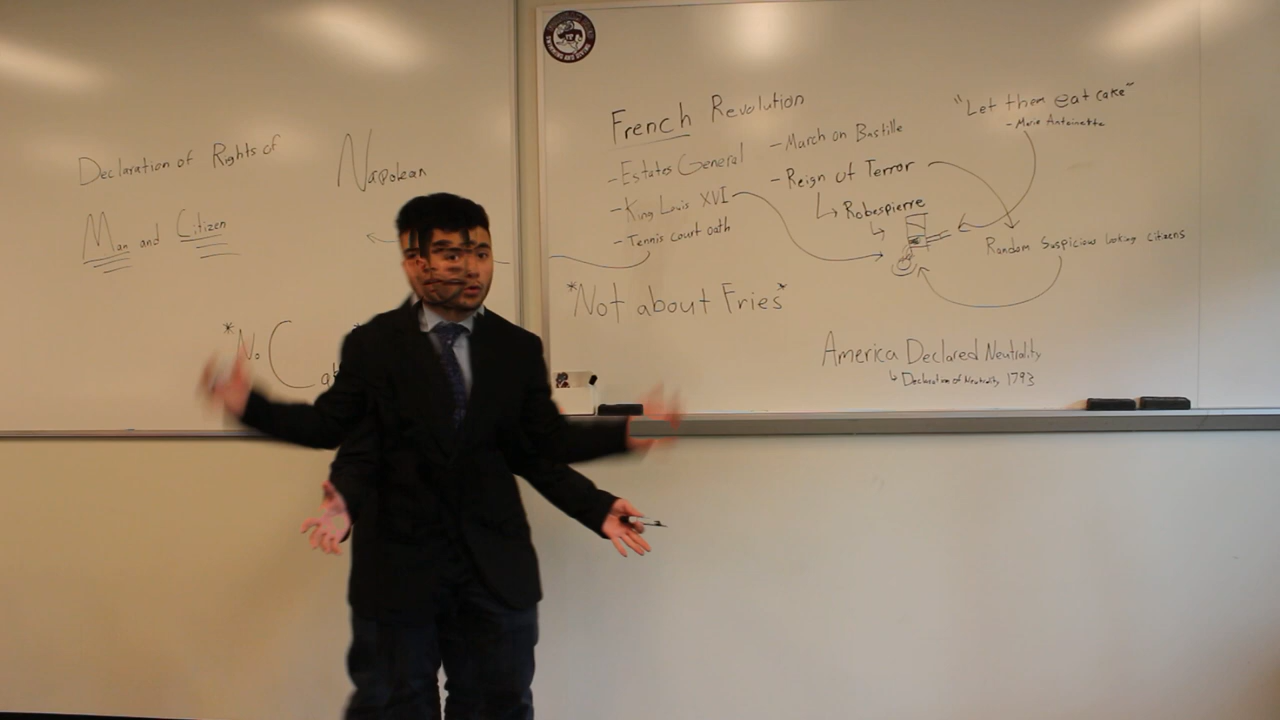 Declaration of Rights of
Man and Citizen
Napolean
*No
French Revolution
- Estates General
- King Louis XVI
- Tennis court oath
- March on Bastille
- Reign of Terror
Robespierre
"Let them eat cake"
- Marie Antoinette
Random Suspicious looking citizens
*Not about Fries*
America Declared Neutrality
Declaration of Neutrality 1793